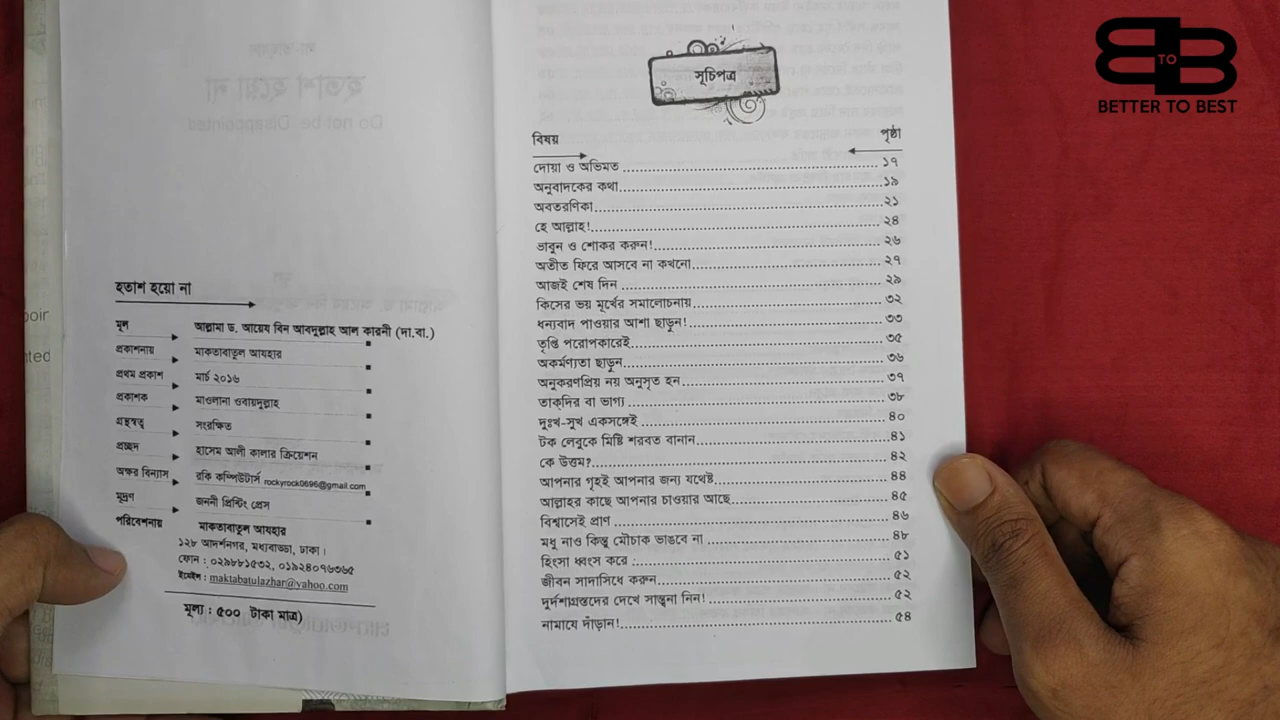 হতাশ হয়ো না
মূল আল্লামা ড. আয়েয বিন আবদুল্লাহ আল কারনী (দা.বা.)
প্রকাশনায় মাকতাবাতুল আযহার
প্রথম প্রকাশ মার্চ ২০১৬
প্রকাশক মাওলানা ওবায়দুল্লাহ
গ্রন্থস্বত্ব সংরক্ষিত
প্রচ্ছদ হাসেম আলী কালার ক্রিয়েশন
অক্ষর বিন্যাস রকি কম্পিউটার্স rockyrock0696@gmail.com
মূদ্রণ জননী প্রিন্টিং প্রেস
পরিবেশনায় মাকতাবাতুল আযহার
১২৮ আদর্শনগর, মধ্যবাড্ডা, ঢাকা।
ফোন : ০২৯৮৮১৫৩২, ০১৯২৪০৭৬৩৬৫
ইমেইল : maktabatulazhar@yahoo.com
মূল্য : ৫০০ টাকা মাত্র)
সূচিপত্র
বিষয় পৃষ্ঠা
দোয়া ও অভিমত ........ ১৭
অনুবাদকের কথা........১৯
অবতরণিকা........ ২১
হে আল্লাহ!........ ২৪
ভাবুন ও শোকর করুন!........ ২৬
অতীত ফিরে আসবে না কখনো........ ২৭
আজই শেষ দিন ........ ২৯
কিসের ভয় মূর্খের সমালোচনায়........ ৩২
ধন্যবাদ পাওয়ার আশা ছাড়ুন!........ ৩৩
তৃপ্তি পরোপকারেই........ ৩৫
অকর্মণ্যতা ছাড়ুন........ ৩৬
অনুকরণপ্রিয় নয় অনুসৃত হন........ ৩৭
তাক্দির বা ভাগ্য ........ ৩৮
দুঃখ-সুখ একসঙ্গেই........ ৪০
টক লেবুকে মিষ্টি শরবত বানান........৪১
কে উত্তম?........ ৪২
আপনার গৃহই আপনার জন্য যথেষ্ট........ ৪৪
আল্লাহর কাছে আপনার চাওয়ার আছে........ ৪৫
বিশ্বাসেই প্রাণ ........ ৪৬
মধু নাও কিন্তু মৌচাক ভাঙবে না ........ ৪৮
হিংসা ধ্বংস করে :........ ৫১
জীবন সাদাসিধে করুন........ ৫২
দুর্দশাগ্রস্তদের দেখে সান্ত্বনা নিন!........ ৫২
নামাযে দাঁড়ান!........ ৫৪
B TO B
BETTER TO BEST